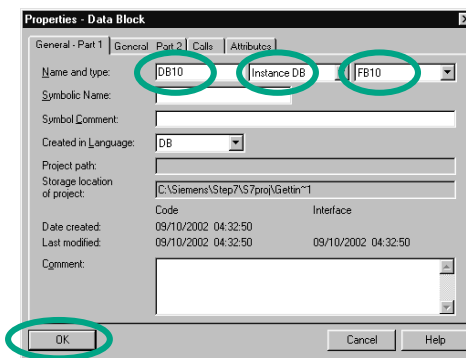 Properties - Data Block
General - Part 1 General Part 2 Calls Attributes
Name and type: DB10 Instance DB FB10
Symbolic Name:
Symbol Comment:
Created in Language: DB
Project path:
Storage location
of project: C:\Siemens\Step7\S7proj\Gettin~1
Code Interface
Date created: 09/10/2002 04:32:50
Last modified: 09/10/2002 04:32:50 09/10/2002 04:32:50
Comment:
OK Cancel Help